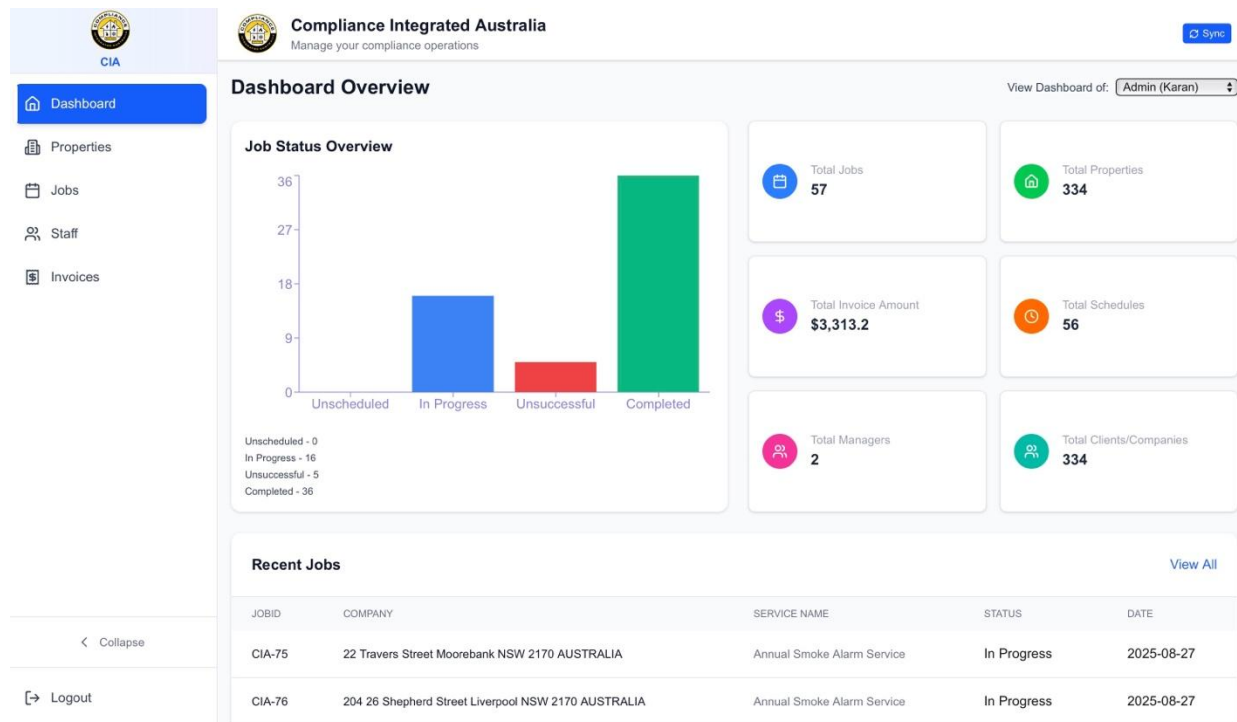 COMPLIANCE
CIA
Dashboard
Properties
Jobs
Staff
Invoices
Collapse
Logout
COMPLIANCE
Compliance Integrated Australia
Manage your compliance operations
Sync
Dashboard Overview
View Dashboard of: Admin (Karan)
Job Status Overview
36
27
18
9
0
Unscheduled In Progress Unsuccessful Completed
Unscheduled - 0
In Progress - 16
Unsuccessful - 5
Completed - 36
Total Jobs
57
Total Properties
334
Total Invoice Amount
$3,313.2
Total Schedules
56
Total Managers
2
Total Clients/Companies
334
Recent Jobs
View All
JOBID COMPANY SERVICE NAME STATUS DATE
CIA-75 22 Travers Street Moorebank NSW 2170 AUSTRALIA Annual Smoke Alarm Service In Progress 2025-08-27
CIA-76 204 26 Shepherd Street Liverpool NSW 2170 AUSTRALIA Annual Smoke Alarm Service In Progress 2025-08-27